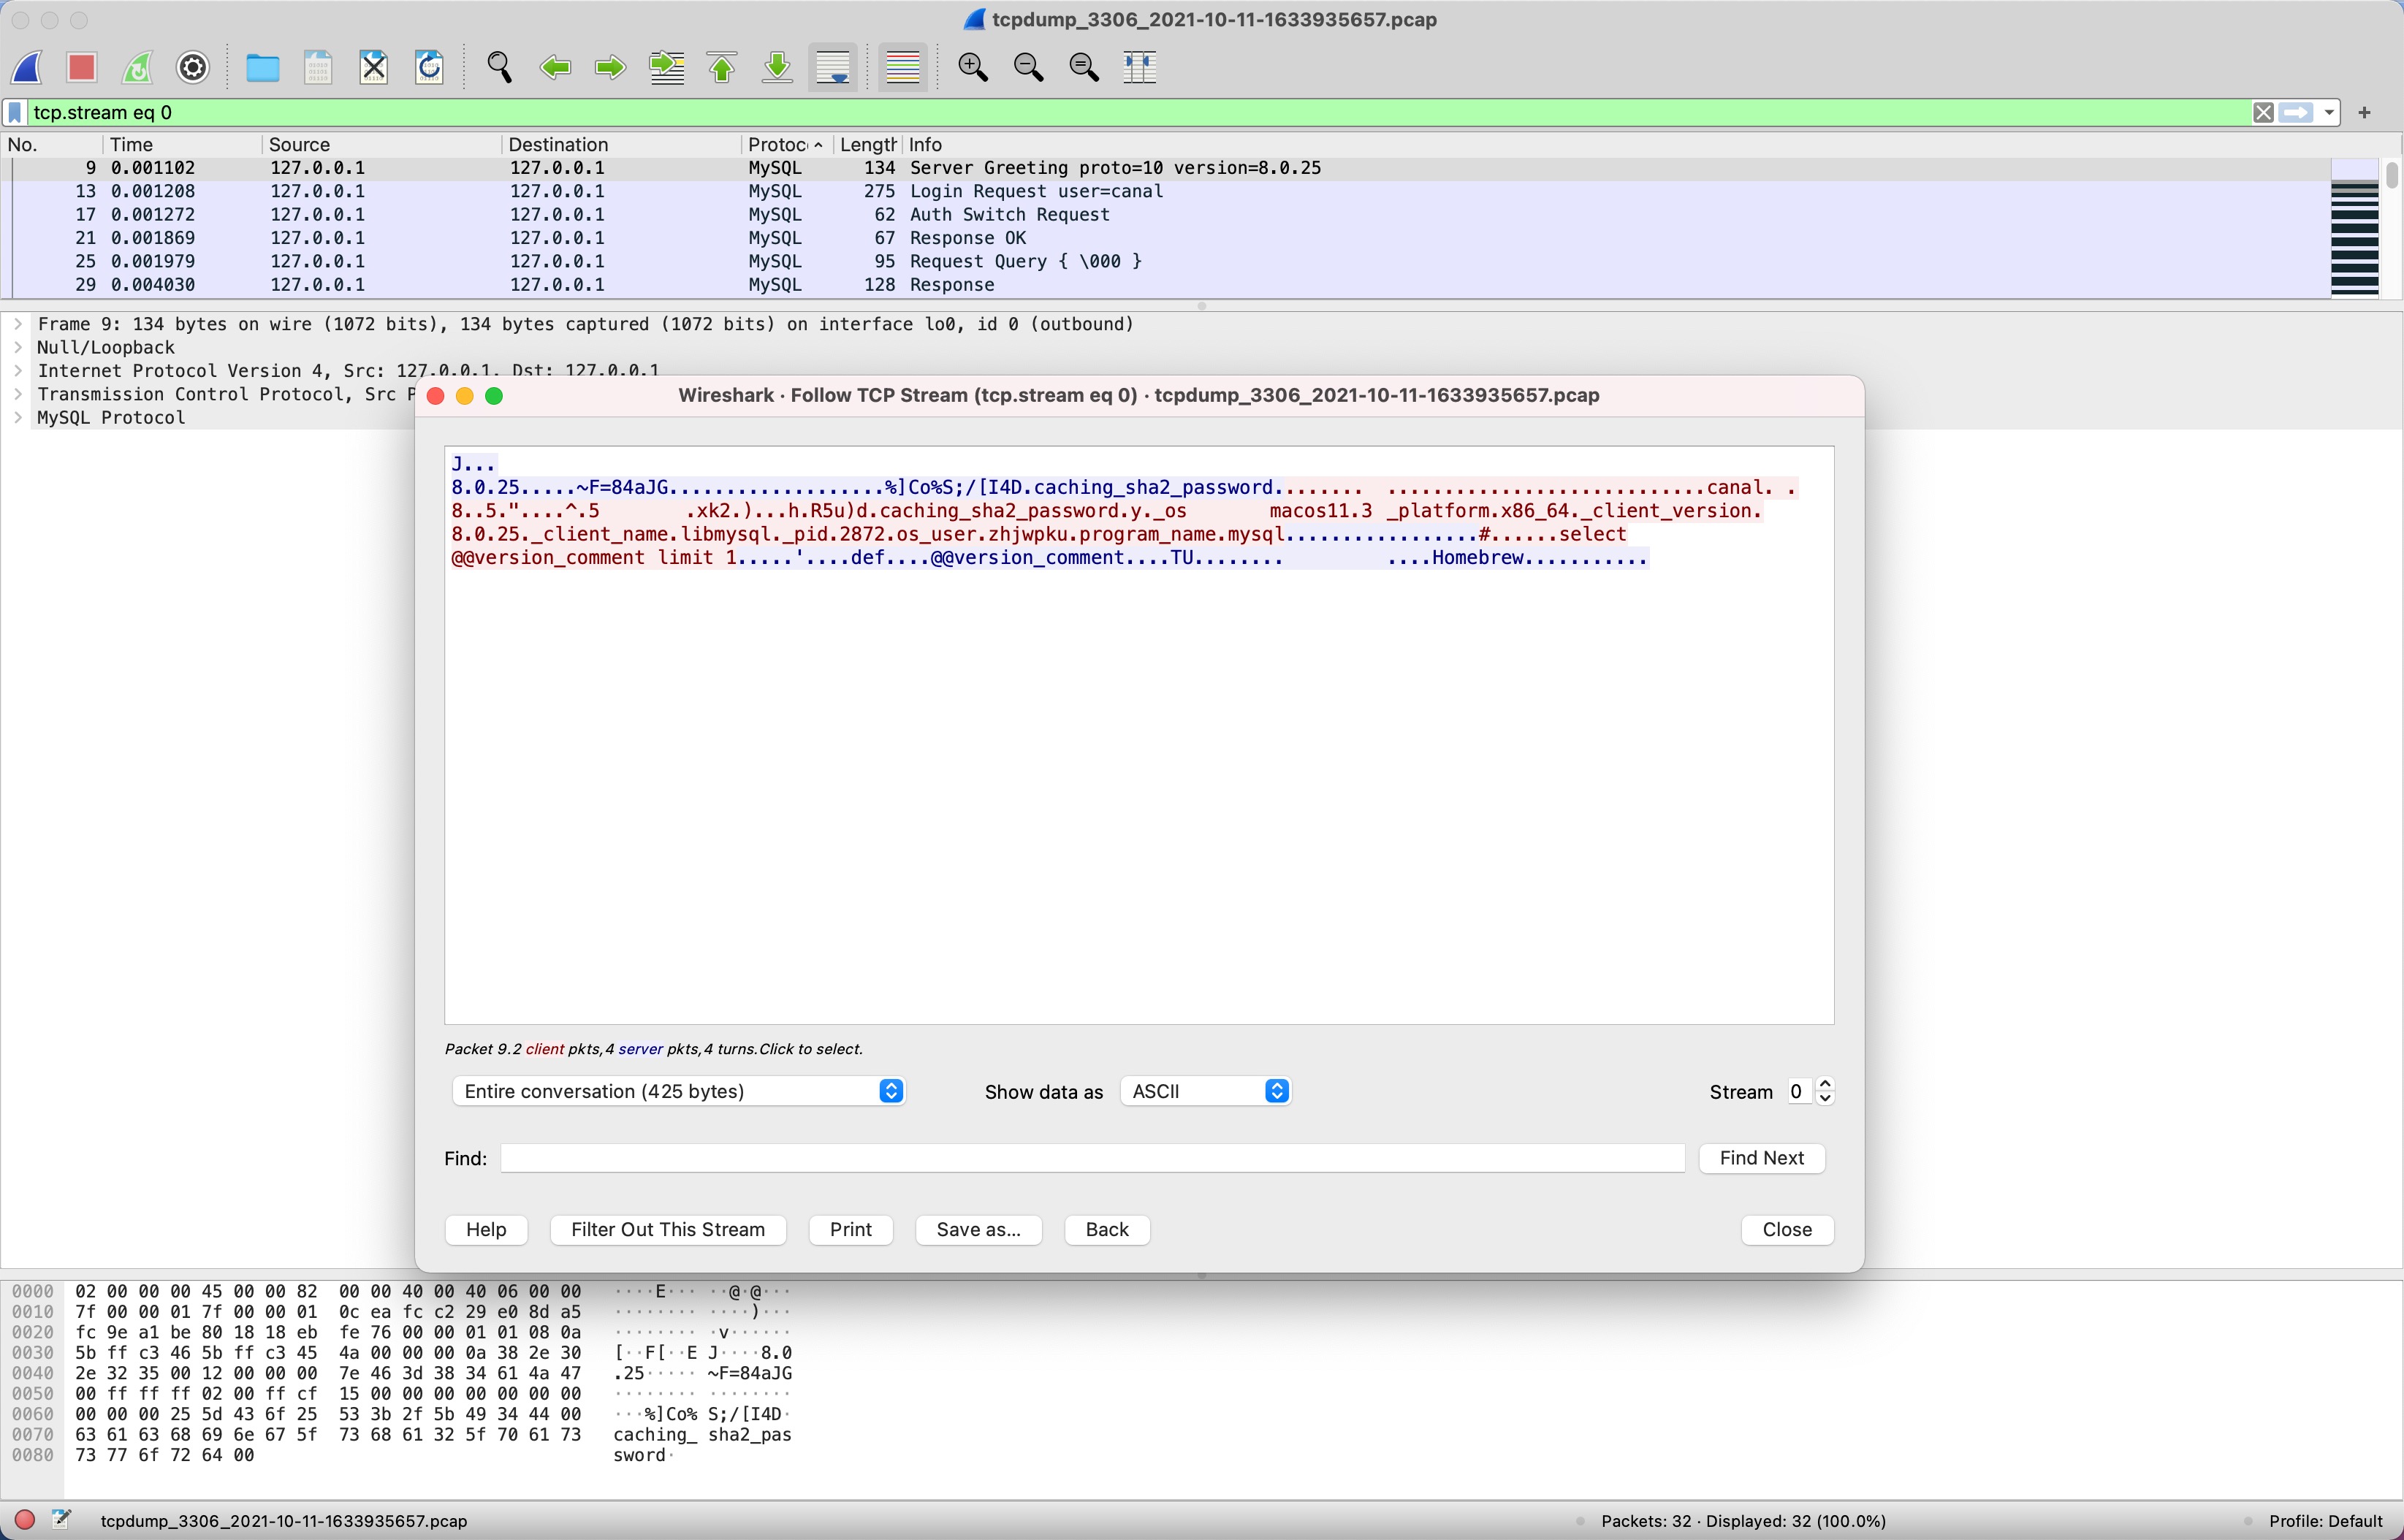 tcpdump_3306_2021-10-11-1633935657.pcap
tcp.stream eq 0
No. Time Source Destination Protoc Length Info
9 0.001102 127.0.0.1 127.0.0.1 MySQL 134 Server Greeting proto=10 version=8.0.25
13 0.001208 127.0.0.1 127.0.0.1 MySQL 275 Login Request user=canal
17 0.001272 127.0.0.1 127.0.0.1 MySQL 62 Auth Switch Request
21 0.001869 127.0.0.1 127.0.0.1 MySQL 67 Response OK
25 0.001979 127.0.0.1 127.0.0.1 MySQL 95 Request Query { \000 }
29 0.004030 127.0.0.1 127.0.0.1 MySQL 128 Response
Frame 9: 134 bytes on wire (1072 bits), 134 bytes captured (1072 bits) on interface lo0, id 0 (outbound)
Null/Loopback
Internet Protocol Version 4, Src: 127.0.0.1, Dst: 127.0.0.1
Transmission Control Protocol, Src P
MySQL Protocol
Wireshark · Follow TCP Stream (tcp.stream eq 0) · tcpdump_3306_2021-10-11-1633935657.pcap
J...
8.0.25.....~F=84aJG...................%]Co%S;/[I4D.caching_sha2_password........ ...........................canal. .
8..5."....^.5 .xk2.)...h.R5u)d.caching_sha2_password.y._os macos11.3 _platform.x86_64._client_version.
8.0.25._client_name.libmysql._pid.2872.os_user.zhjwpku.program_name.mysql.................#......select
@@version_comment limit 1.....'....def....@@version_comment....TU........ ....Homebrew...........
Packet 9. 2 client pkts, 4 server pkts, 4 turns. Click to select.
Entire conversation (425 bytes) Show data as ASCII Stream 0
Find: Find Next
Help Filter Out This Stream Print Save as... Back Close
0000 02 00 00 00 45 00 00 82 00 00 40 00 40 06 00 00 ····E··· ··@·@···
0010 7f 00 00 01 7f 00 00 01 0c ea fc c2 29 e0 8d a5 ········ ····)···
0020 fc 9e a1 be 80 18 18 eb fe 76 00 00 01 01 08 0a ········ ·v······
0030 5b ff c3 46 5b ff c3 45 4a 00 00 00 0a 38 2e 30 [··F[··E J····8.0
0040 2e 32 35 00 12 00 00 00 7e 46 3d 38 34 61 4a 47 .25····· ~F=84aJG
0050 00 ff ff ff 02 00 ff cf 15 00 00 00 00 00 00 00 ········ ········
0060 00 00 00 25 5d 43 6f 25 53 3b 2f 5b 49 34 44 00 ···%]Co% S;/[I4D·
0070 63 61 63 68 69 6e 67 5f 73 68 61 32 5f 70 61 73 caching_ sha2_pas
0080 73 77 6f 72 64 00 sword·
tcpdump_3306_2021-10-11-1633935657.pcap Packets: 32 · Displayed: 32 (100.0%) Profile: Default